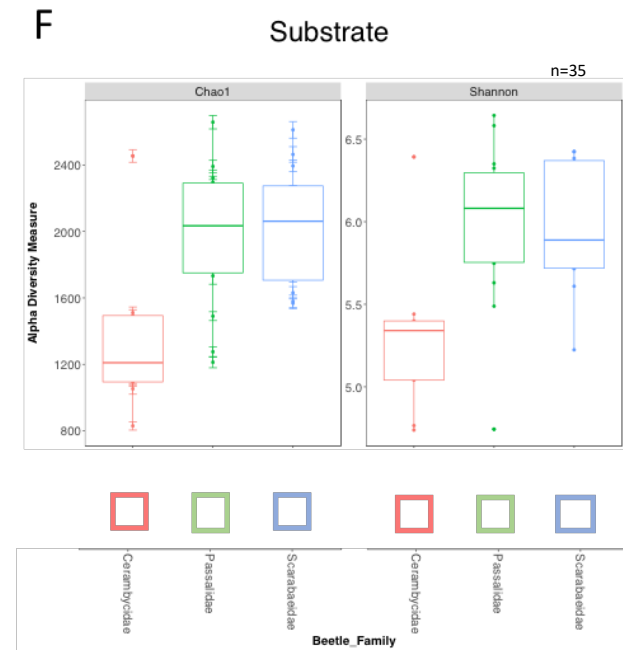 F
Substrate
n=35
Chao1
Shannon
Alpha Diversity Measure
2400
2000
1600
1200
800
6.5
6.0
5.5
5.0
Cerambycidae
Passalidae
Scarabaeidae
Cerambycidae
Passalidae
Scarabaeidae
Beetle_Family